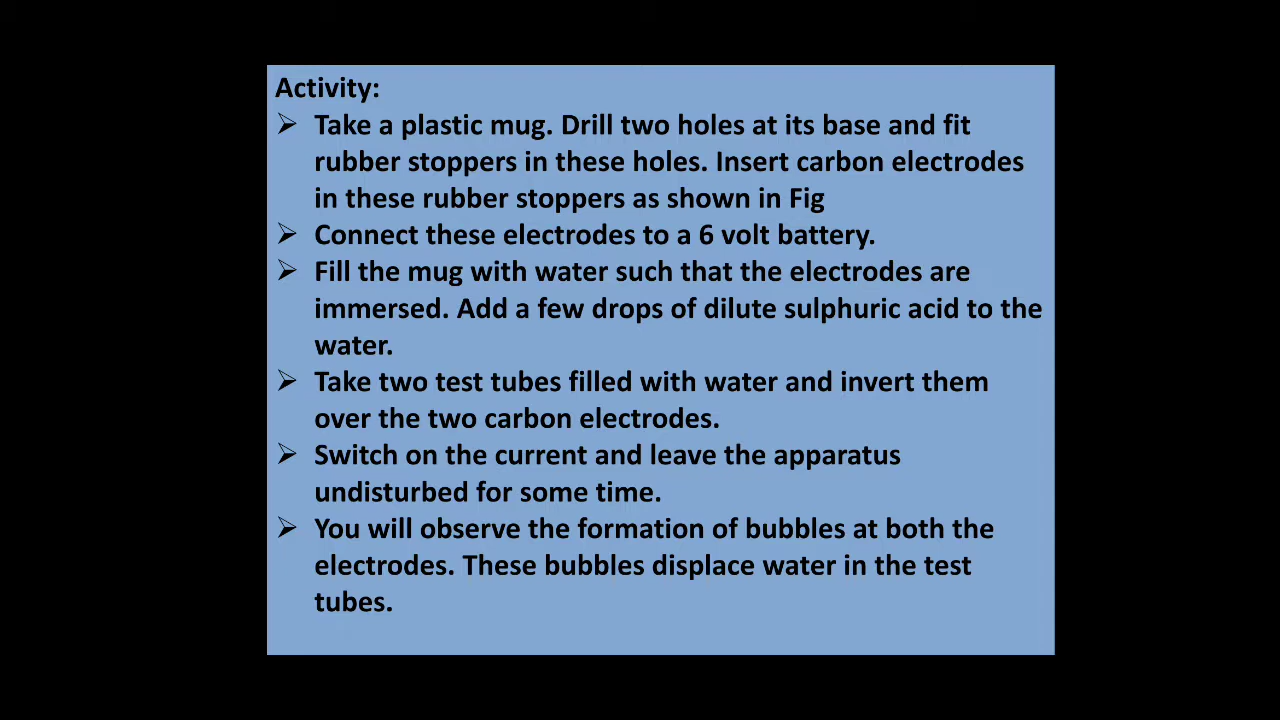 Activity:
➢ Take a plastic mug. Drill two holes at its base and fit
rubber stoppers in these holes. Insert carbon electrodes
in these rubber stoppers as shown in Fig
➢ Connect these electrodes to a 6 volt battery.
➢ Fill the mug with water such that the electrodes are
immersed. Add a few drops of dilute sulphuric acid to the
water.
➢ Take two test tubes filled with water and invert them
over the two carbon electrodes.
➢ Switch on the current and leave the apparatus
undisturbed for some time.
➢ You will observe the formation of bubbles at both the
electrodes. These bubbles displace water in the test
tubes.